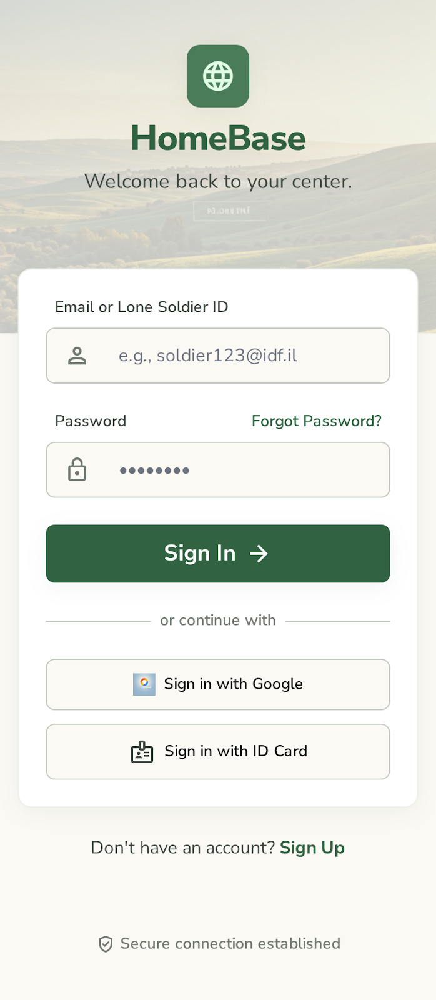 HomeBase
Welcome back to your center.
Email or Lone Soldier ID
e.g., soldier123@idf.il
Password
Forgot Password?
Sign In
or continue with
Sign in with Google
Sign in with ID Card
Don't have an account? Sign Up
Secure connection established